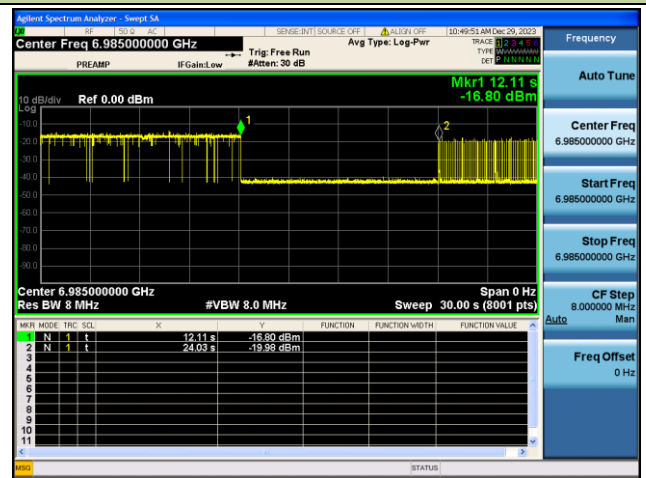 Agilent Spectrum Analyzer - Swept SA
RF 50 Ω AC SENSE:INT SOURCE OFF ALIGN OFF 10:49:51 AM Dec 29, 2023
Center Freq 6.985000000 GHz Avg Type: Log-Pwr TRACE 1 2 3 4 5 6
Trig: Free Run TYPE
PREAMP IFGain:Low #Atten: 30 dB DET P N N N N N
Frequency
Auto Tune
Center Freq
6.985000000 GHz
Start Freq
6.985000000 GHz
Stop Freq
6.985000000 GHz
CF Step
8.000000 MHz
Auto Man
Freq Offset
0 Hz
Mkr1 12.11 s
-16.80 dBm
10 dB/div Ref 0.00 dBm
Log
-10.0
-20.0
-30.0
-40.0
-50.0
-60.0
-70.0
-80.0
-90.0
1
2
Center 6.985000000 GHz Span 0 Hz
Res BW 8 MHz #VBW 8.0 MHz Sweep 30.00 s (8001 pts)
MKR MODE TRC SCL X Y FUNCTION FUNCTION WIDTH FUNCTION VALUE
1 N 1 t 12.11 s -16.80 dBm
2 N 1 t 24.03 s -19.98 dBm
3
4
5
6
7
8
9
10
11
MSG STATUS